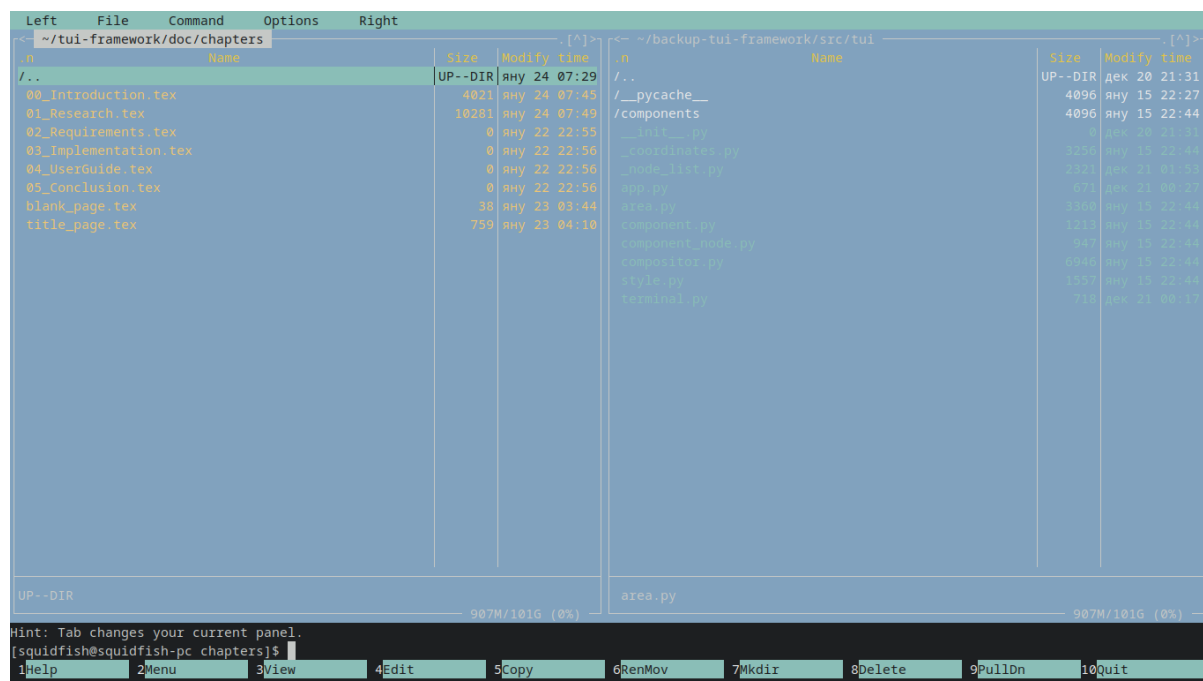 Left File Command Options Right
<─ ~/tui-framework/doc/chapters ─.[^]>
.n Name Size Modify time
/.. UP--DIR яну 24 07:29
00_Introduction.tex 4021 яну 24 07:45
01_Research.tex 10281 яну 24 07:49
02_Requirements.tex 0 яну 22 22:55
03_Implementation.tex 0 яну 22 22:56
04_UserGuide.tex 0 яну 22 22:56
05_Conclusion.tex 0 яну 22 22:56
blank_page.tex 38 яну 23 03:44
title_page.tex 759 яну 23 04:10
UP--DIR
907M/101G (0%)
<─ ~/backup-tui-framework/src/tui ─.[^]>
.n Name Size Modify time
/.. UP--DIR дек 20 21:31
/__pycache__ 4096 яну 15 22:27
/components 4096 яну 15 22:44
__init__.py 0 дек 20 21:31
_coordinates.py 3256 яну 15 22:44
_node_list.py 2321 дек 21 01:53
app.py 671 дек 21 00:27
area.py 3360 яну 15 22:44
component.py 1213 яну 15 22:44
component_node.py 947 яну 15 22:44
compositor.py 6946 яну 15 22:44
style.py 1557 яну 15 22:44
terminal.py 718 дек 21 00:17
area.py
907M/101G (0%)
Hint: Tab changes your current panel.
[squidfish@squidfish-pc chapters]$
1Help 2Menu 3View 4Edit 5Copy 6RenMov 7Mkdir 8Delete 9PullDn 10Quit